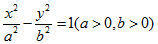 x²/a² − y²/b² = 1(a > 0, b > 0)